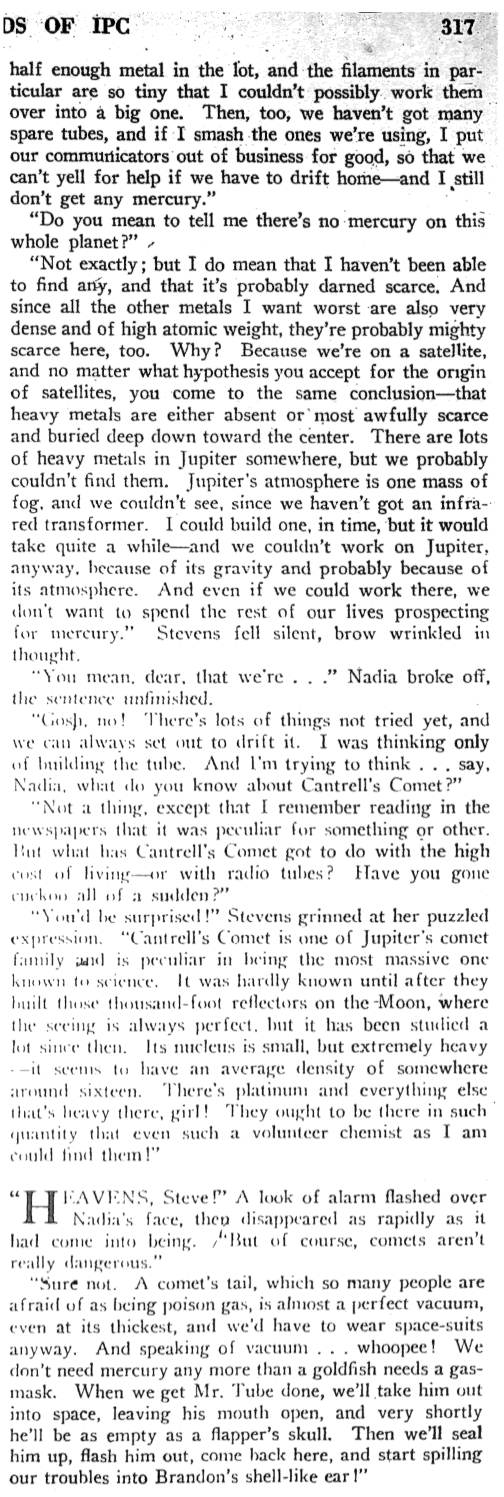 DS OF IPC 317
half enough metal in the lot, and the filaments in par-
ticular are so tiny that I couldn't possibly work them
over into a big one. Then, too, we haven't got many
spare tubes, and if I smash the ones we're using, I put
our communicators out of business for good, so that we
can't yell for help if we have to drift home—and I still
don't get any mercury."
"Do you mean to tell me there's no mercury on this
whole planet?"
"Not exactly; but I do mean that I haven't been able
to find any, and that it's probably darned scarce. And
since all the other metals I want worst are also very
dense and of high atomic weight, they're probably mighty
scarce here, too. Why? Because we're on a satellite,
and no matter what hypothesis you accept for the origin
of satellites, you come to the same conclusion—that
heavy metals are either absent or most awfully scarce
and buried deep down toward the center. There are lots
of heavy metals in Jupiter somewhere, but we probably
couldn't find them. Jupiter's atmosphere is one mass of
fog, and we couldn't see, since we haven't got an infra-
red transformer. I could build one, in time, but it would
take quite a while—and we couldn't work on Jupiter,
anyway, because of its gravity and probably because of
its atmosphere. And even if we could work there, we
don't want to spend the rest of our lives prospecting
for mercury." Stevens fell silent, brow wrinkled in
thought.
"You mean, dear, that we're . . ." Nadia broke off,
the sentence unfinished.
"Gosh, no! There's lots of things not tried yet, and
we can always set out to drift it. I was thinking only
of building the tube. And I'm trying to think . . . say,
Nadia, what do you know about Cantrell's Comet?"
"Not a thing, except that I remember reading in the
newspapers that it was peculiar for something or other.
But what has Cantrell's Comet got to do with the high
cost of living—or with radio tubes? Have you gone
cuckoo all of a sudden?"
"You'd be surprised!" Stevens grinned at her puzzled
expression. "Cantrell's Comet is one of Jupiter's comet
family and is peculiar in being the most massive one
known to science. It was hardly known until after they
built those thousand-foot reflectors on the Moon, where
the seeing is always perfect, but it has been studied a
lot since then. Its nucleus is small, but extremely heavy
—it seems to have an average density of somewhere
around sixteen. There's platinum and everything else
that's heavy there, girl! They ought to be there in such
quantity that even such a volunteer chemist as I am
could find them!"
"HEAVENS, Steve!" A look of alarm flashed over
Nadia's face, then disappeared as rapidly as it
had come into being. "But of course, comets aren't
really dangerous."
"Sure not. A comet's tail, which so many people are
afraid of as being poison gas, is almost a perfect vacuum,
even at its thickest, and we'd have to wear space-suits
anyway. And speaking of vacuum . . . whoopee! We
don't need mercury any more than a goldfish needs a gas-
mask. When we get Mr. Tube done, we'll take him out
into space, leaving his mouth open, and very shortly
he'll be as empty as a flapper's skull. Then we'll seal
him up, flash him out, come back here, and start spilling
our troubles into Brandon's shell-like ear!"